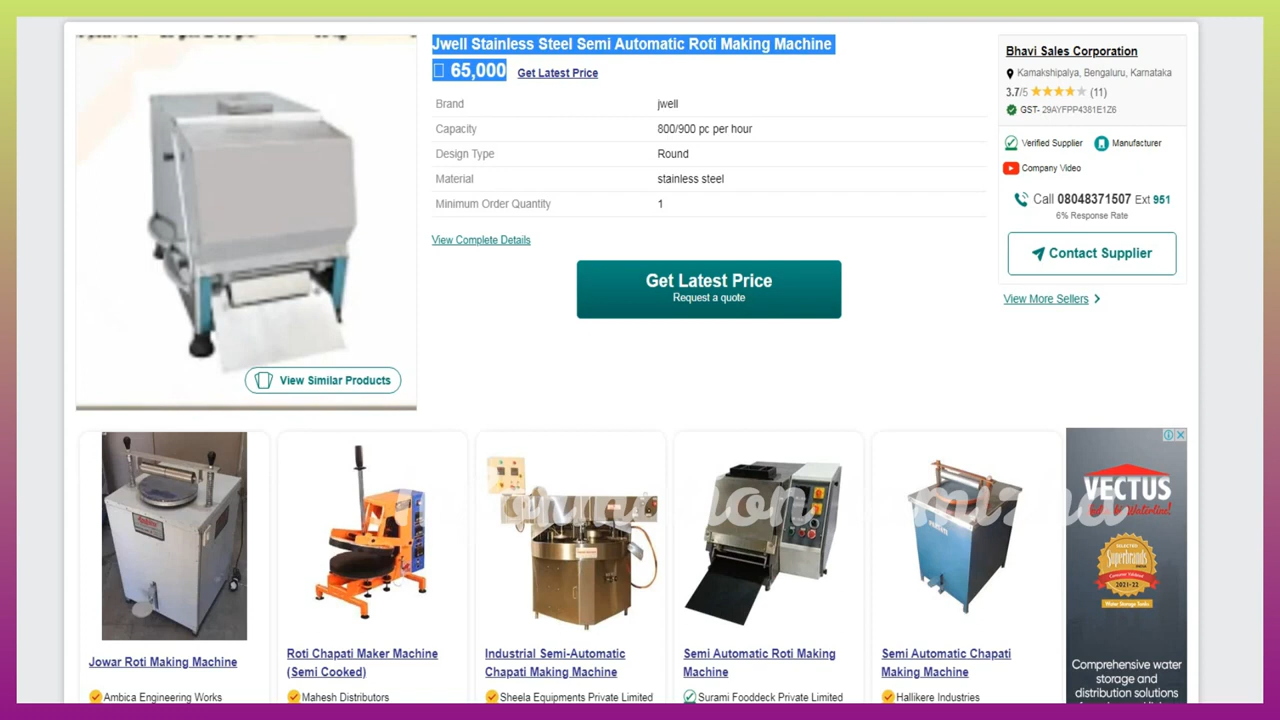 Jwell Stainless Steel Semi Automatic Roti Making Machine
65,000 Get Latest Price
Brand jwell
Capacity 800/900 pc per hour
Design Type Round
Material stainless steel
Minimum Order Quantity 1
View Complete Details
Get Latest Price
Request a quote
View Similar Products
Bhavi Sales Corporation
Kamakshipalya, Bengaluru, Karnataka
3.7/5 (11)
GST- 29AYFPP4381E1Z6
Verified Supplier Manufacturer
Company Video
Call 08048371507 Ext 951
6% Response Rate
Contact Supplier
View More Sellers
Jowar Roti Making Machine
Ambica Engineering Works
Roti Chapati Maker Machine
(Semi Cooked)
Mahesh Distributors
Industrial Semi-Automatic
Chapati Making Machine
Sheela Equipments Private Limited
Semi Automatic Roti Making
Machine
Surami Fooddeck Private Limited
Semi Automatic Chapati
Making Machine
Hallikere Industries
VECTUS
Superbrands
2021-22
Comprehensive water
storage and
distribution solutions